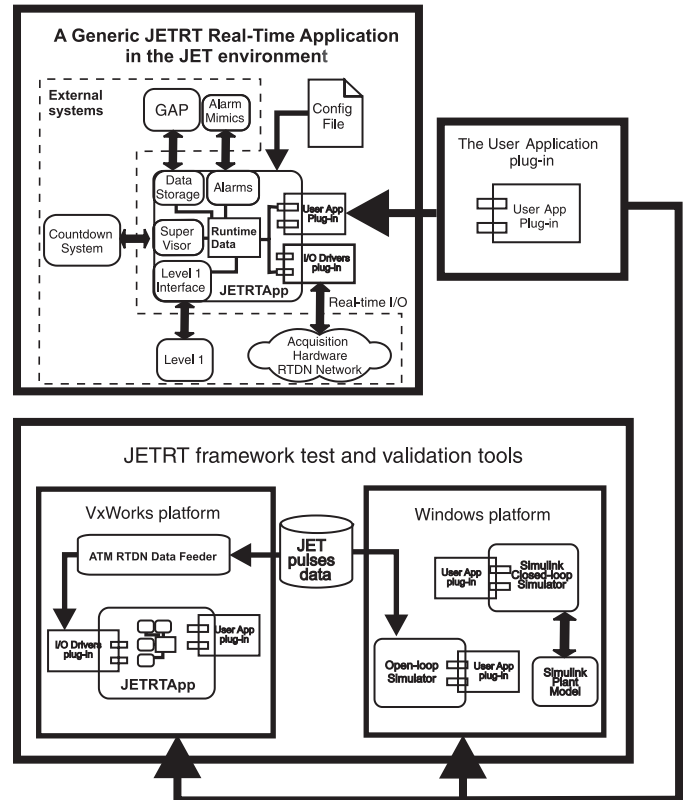 A Generic JETRT Real-Time Application
in the JET environment
External
systems
GAP
Alarm
Mimics
Config
File
Data
Storage
Alarms
User App
Plug-in
Countdown
System
Super
Visor
Runtime
Data
I/O Drivers
plug-in
Level 1
Interface
JETRTApp
Real-time I/O
Level 1
Acquisition
Hardware
RTDN Network
The User Application
plug-in
User App
Plug-in
JETRT framework test and validation tools
VxWorks platform
ATM RTDN Data Feeder
I/O Drivers
plug-in
User App
plug-in
JETRTApp
JET
pulses
data
Windows platform
User App
plug-in
Simulink
Closed-loop
Simulator
Open-loop
Simulator
User App
plug-in
Simulink
Plant
Model